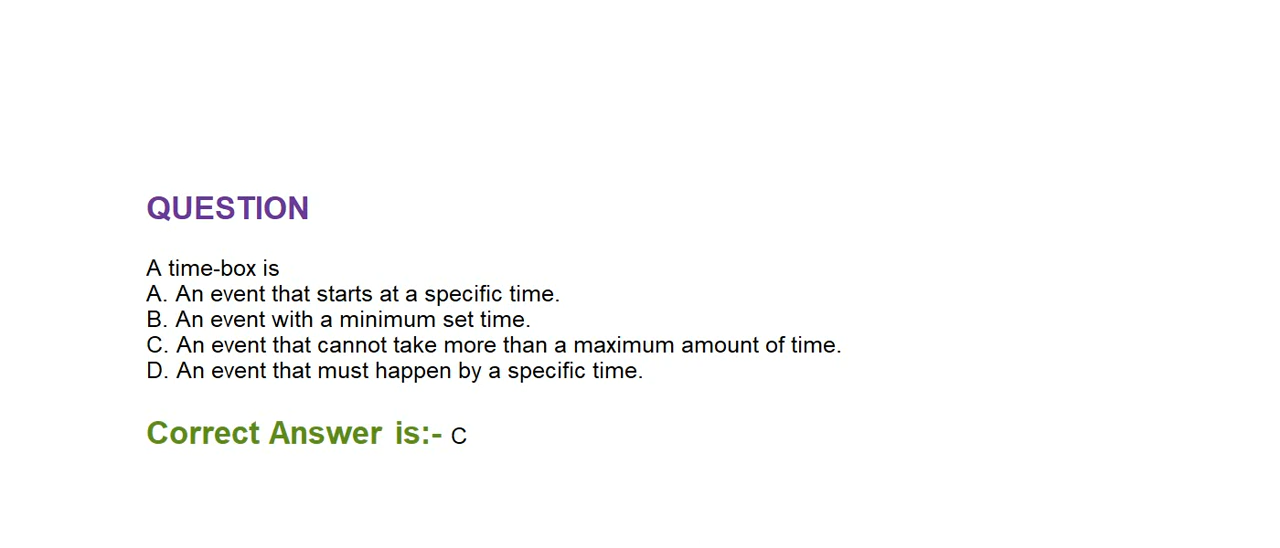 QUESTION
A time-box is
A. An event that starts at a specific time.
B. An event with a minimum set time.
C. An event that cannot take more than a maximum amount of time.
D. An event that must happen by a specific time.
Correct Answer is:- C